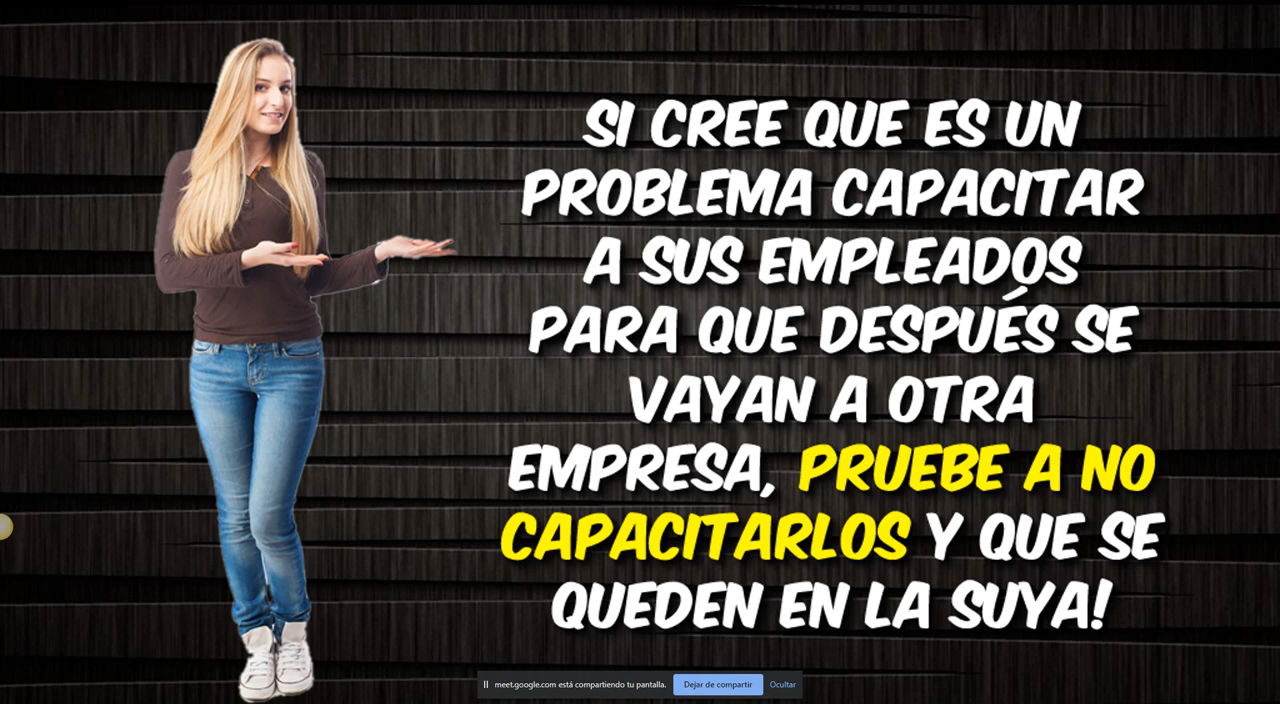 SI CREE QUE ES UN
PROBLEMA CAPACITAR
A SUS EMPLEADOS
PARA QUE DESPUÉS SE
VAYAN A OTRA
EMPRESA, PRUEBE A NO
CAPACITARLOS Y QUE SE
QUEDEN EN LA SUYA!
meet.google.com está compartiendo tu pantalla. Dejar de compartir Ocultar